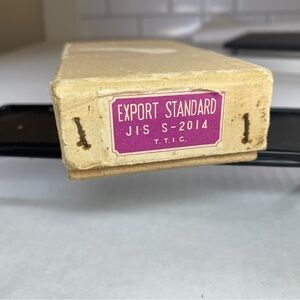 EXPORT STANDARD
JIS S-2014
T.T.I.C.